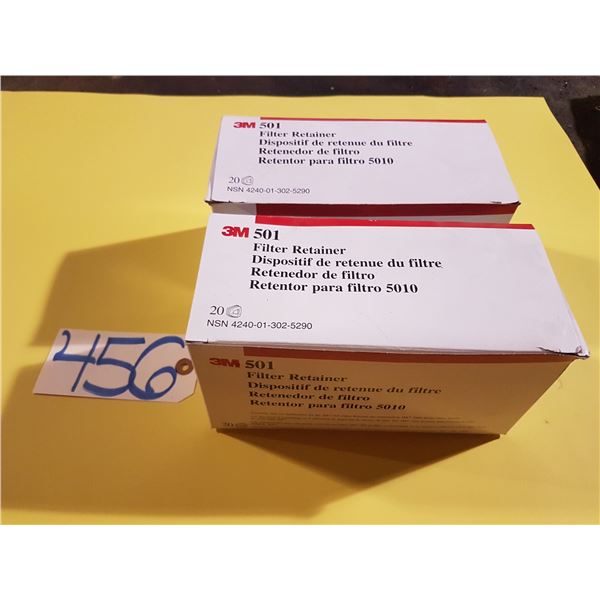 3M 501
Filter Retainer
Dispositif de retenue du filtre
Retenedor de filtro
Retentor para filtro 5010
20
NSN 4240-01-302-5290
3M 501
Filter Retainer
Dispositif de retenue du filtre
Retenedor de filtro
Retentor para filtro 5010
20
NSN 4240-01-302-5290
456
3M 501
Filter Retainer
Dispositif de retenue du filtre
Retenedor de filtro
Retentor para filtro 5010
20